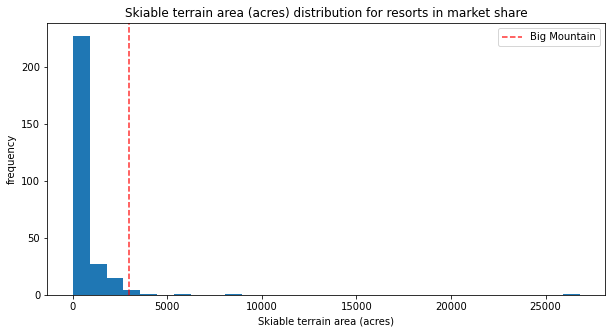 Skiable terrain area (acres) distribution for resorts in market share
Big Mountain
frequency
200
150
100
50
0
0 5000 10000 15000 20000 25000
Skiable terrain area (acres)